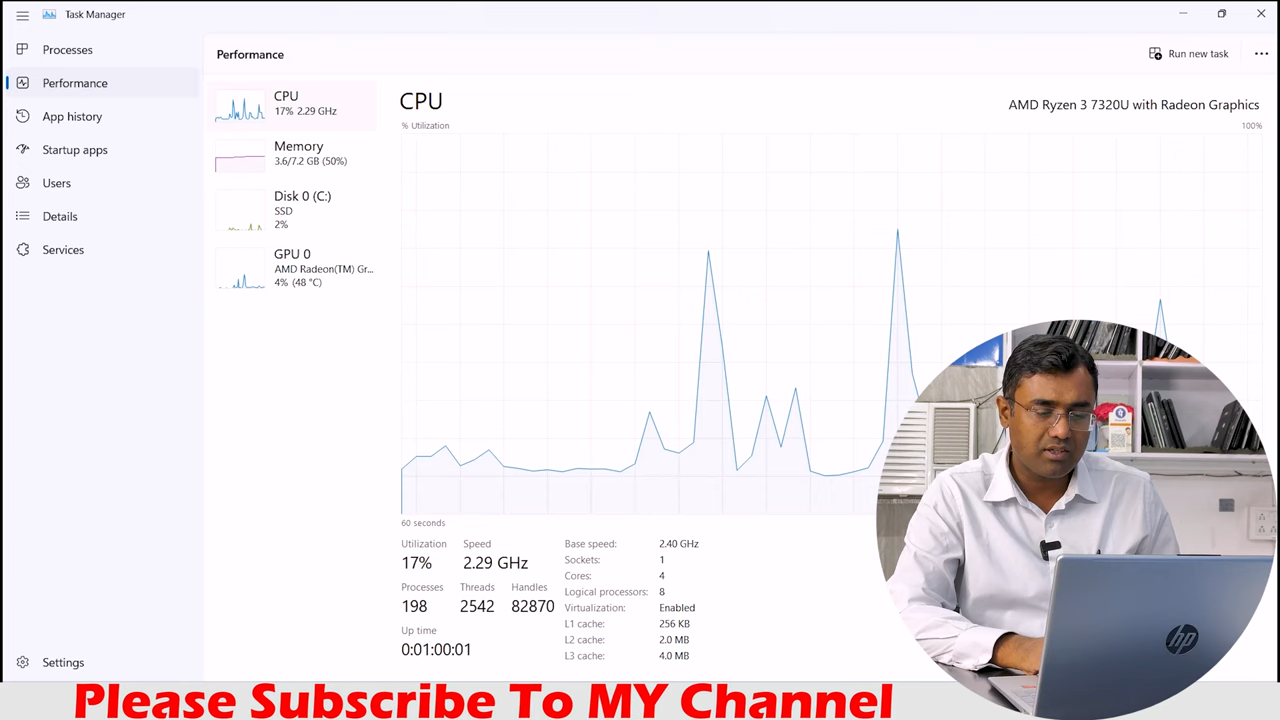 Task Manager
Processes
Performance
App history
Startup apps
Users
Details
Services
Settings
Performance
Run new task
CPU
17% 2.29 GHz
Memory
3.6/7.2 GB (50%)
Disk 0 (C:)
SSD
2%
GPU 0
AMD Radeon(TM) Gr...
4% (48 °C)
CPU
AMD Ryzen 3 7320U with Radeon Graphics
% Utilization
100%
60 seconds
Utilization
17%
Speed
2.29 GHz
Processes
198
Threads
2542
Handles
82870
Up time
0:01:00:01
Base speed: 2.40 GHz
Sockets: 1
Cores: 4
Logical processors: 8
Virtualization: Enabled
L1 cache: 256 KB
L2 cache: 2.0 MB
L3 cache: 4.0 MB
hp
Please Subscribe To MY Channel